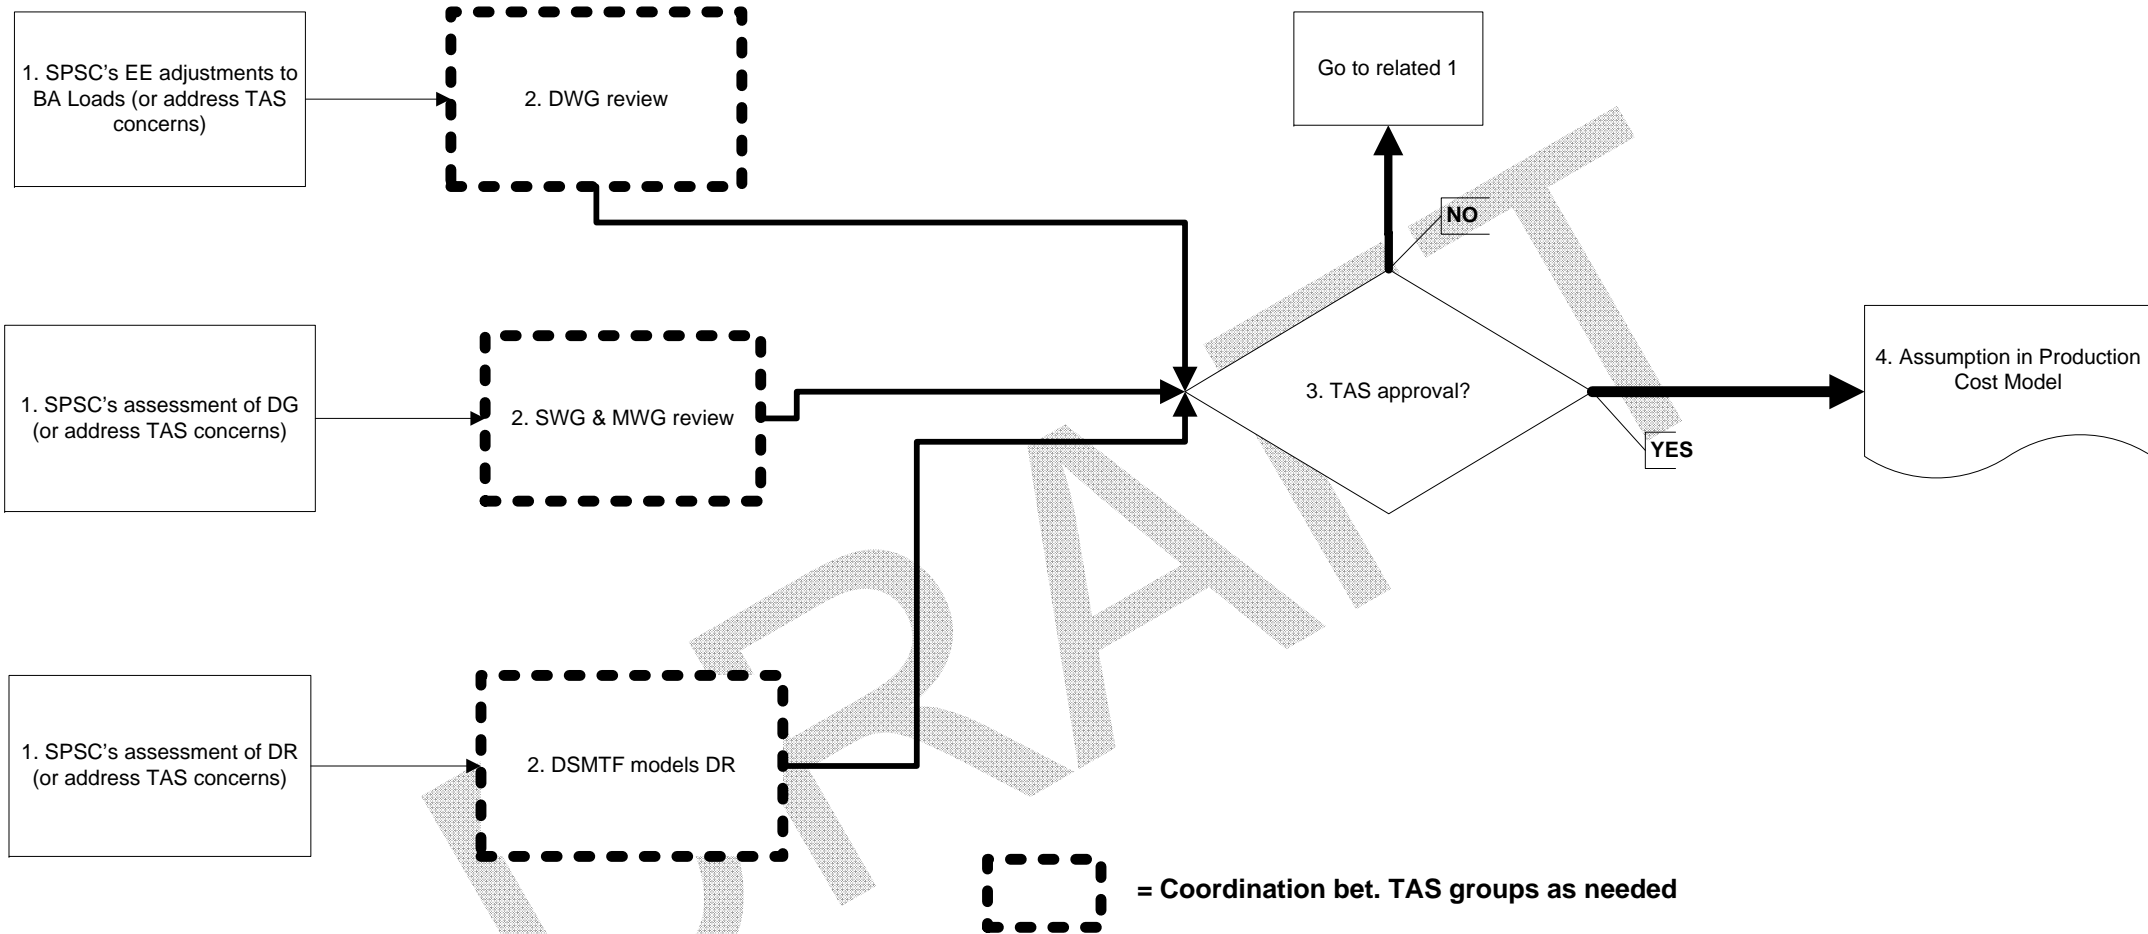 1. SPSC’s EE adjustments to
BA Loads (or address TAS
concerns)
2. DWG review
Go to related 1
NO
1. SPSC’s assessment of DG
(or address TAS concerns)
2. SWG & MWG review
3. TAS approval?
YES
4. Assumption in Production
Cost Model
1. SPSC’s assessment of DR
(or address TAS concerns)
2. DSMTF models DR
= Coordination bet. TAS groups as needed
DRAFT